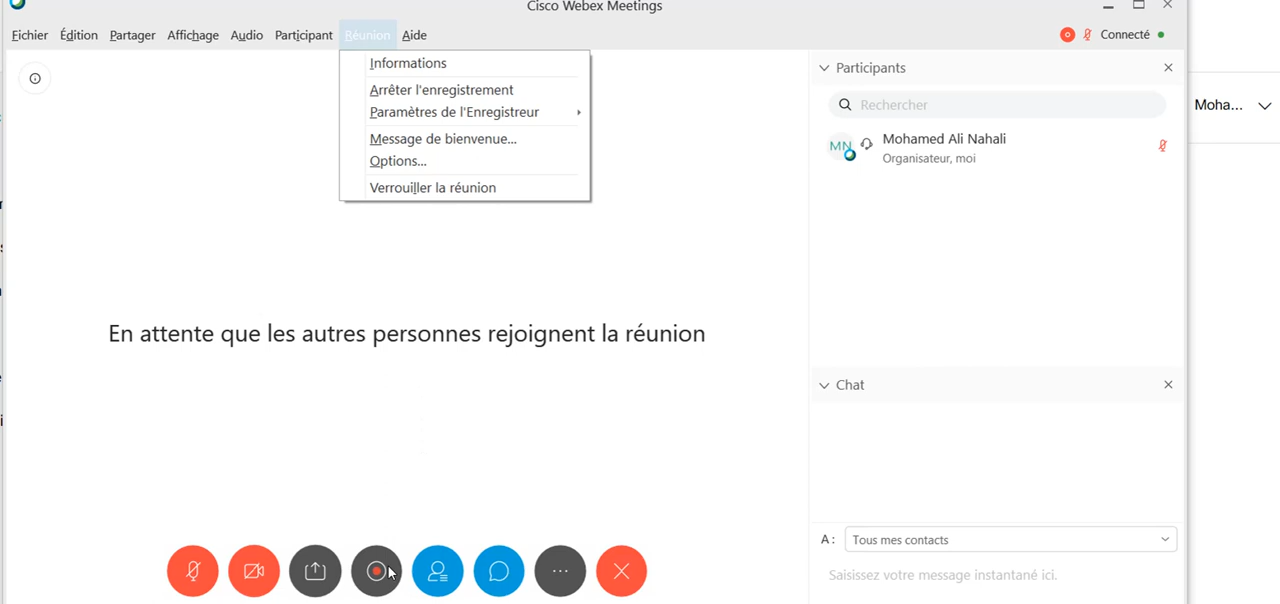 Cisco Webex Meetings
Fichier Édition Partager Affichage Audio Participant Réunion Aide
Connecté
Informations
Arrêter l'enregistrement
Paramètres de l'Enregistreur
Message de bienvenue...
Options...
Verrouiller la réunion
En attente que les autres personnes rejoignent la réunion
Participants
Rechercher
MN
Mohamed Ali Nahali
Organisateur, moi
Chat
A : Tous mes contacts
Saisissez votre message instantané ici.
Moha...